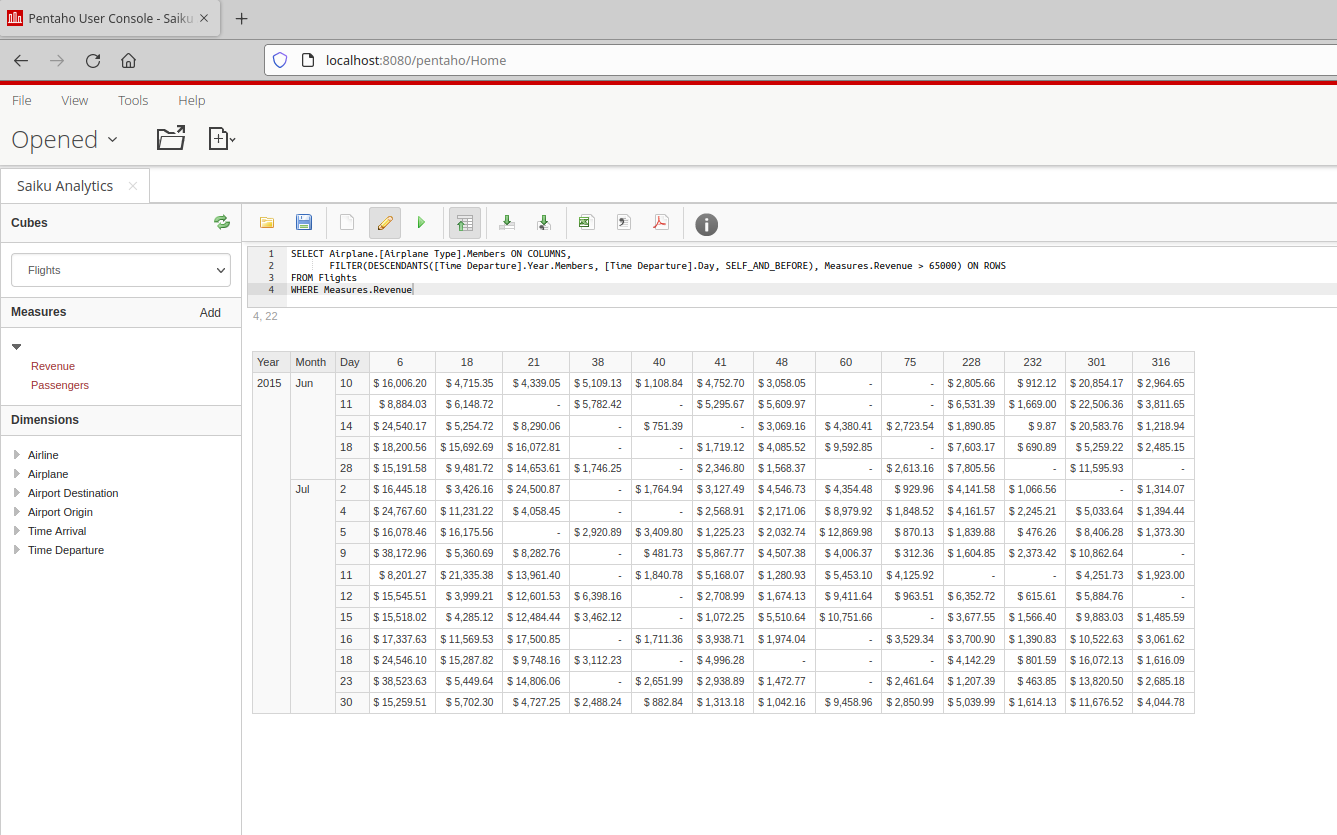 Pentaho User Console - Saiku
localhost:8080/pentaho/Home
File View Tools Help
Opened
Saiku Analytics
Cubes
Flights
Measures Add
Revenue
Passengers
Dimensions
Airline
Airplane
Airport Destination
Airport Origin
Time Arrival
Time Departure
1 SELECT Airplane.[Airplane Type].Members ON COLUMNS,
2 FILTER(DESCENDANTS([Time Departure].Year.Members, [Time Departure].Day, SELF_AND_BEFORE), Measures.Revenue > 65000) ON ROWS
3 FROM Flights
4 WHERE Measures.Revenue
4, 22
Year Month Day 6 18 21 38 40 41 48 60 75 228 232 301 316
2015 Jun 10 $ 16,006.20 $ 4,715.35 $ 4,339.05 $ 5,109.13 $ 1,108.84 $ 4,752.70 $ 3,058.05 - - $ 2,805.66 $ 912.12 $ 20,854.17 $ 2,964.65
11 $ 8,884.03 $ 6,148.72 - $ 5,782.42 - $ 5,295.67 $ 5,609.97 - - $ 6,531.39 $ 1,669.00 $ 22,506.36 $ 3,811.65
14 $ 24,540.17 $ 5,254.72 $ 8,290.06 - $ 751.39 - $ 3,069.16 $ 4,380.41 $ 2,723.54 $ 1,890.85 $ 9.87 $ 20,583.76 $ 1,218.94
18 $ 18,200.56 $ 15,692.69 $ 16,072.81 - - $ 1,719.12 $ 4,085.52 $ 9,592.85 - $ 7,603.17 $ 690.89 $ 5,259.22 $ 2,485.15
28 $ 15,191.58 $ 9,481.72 $ 14,653.61 $ 1,746.25 - $ 2,346.80 $ 1,568.37 - $ 2,613.16 $ 7,805.56 - $ 11,595.93 -
Jul 2 $ 16,445.18 $ 3,426.16 $ 24,500.87 - $ 1,764.94 $ 3,127.49 $ 4,546.73 $ 4,354.48 $ 929.96 $ 4,141.58 $ 1,066.56 - $ 1,314.07
4 $ 24,767.60 $ 11,231.22 $ 4,058.45 - - $ 2,568.91 $ 2,171.06 $ 8,979.92 $ 1,848.52 $ 4,161.57 $ 2,245.21 $ 5,033.64 $ 1,394.44
5 $ 16,078.46 $ 16,175.56 - $ 2,920.89 $ 3,409.80 $ 1,225.23 $ 2,032.74 $ 12,869.98 $ 870.13 $ 1,839.88 $ 476.26 $ 8,406.28 $ 1,373.30
9 $ 38,172.96 $ 5,360.69 $ 8,282.76 - $ 481.73 $ 5,867.77 $ 4,507.38 $ 4,006.37 $ 312.36 $ 1,604.85 $ 2,373.42 $ 10,862.64 -
11 $ 8,201.27 $ 21,335.38 $ 13,961.40 - $ 1,840.78 $ 5,168.07 $ 1,280.93 $ 5,453.10 $ 4,125.92 - - $ 4,251.73 $ 1,923.00
12 $ 15,545.51 $ 3,999.21 $ 12,601.53 $ 6,398.16 - $ 2,708.99 $ 1,674.13 $ 9,411.64 $ 963.51 $ 6,352.72 $ 615.61 $ 5,884.76 -
15 $ 15,518.02 $ 4,285.12 $ 12,484.44 $ 3,462.12 - $ 1,072.25 $ 5,510.64 $ 10,751.66 - $ 3,677.55 $ 1,566.40 $ 9,883.03 $ 1,485.59
16 $ 17,337.63 $ 11,569.53 $ 17,500.85 - $ 1,711.36 $ 3,938.71 $ 1,974.04 - $ 3,529.34 $ 3,700.90 $ 1,390.83 $ 10,522.63 $ 3,061.62
18 $ 24,546.10 $ 15,287.82 $ 9,748.16 $ 3,112.23 - $ 4,996.28 - - - $ 4,142.29 $ 801.59 $ 16,072.13 $ 1,616.09
23 $ 38,523.63 $ 5,449.64 $ 14,806.06 - $ 2,651.99 $ 2,938.89 $ 1,472.77 - $ 2,461.64 $ 1,207.39 $ 463.85 $ 13,820.50 $ 2,685.18
30 $ 15,259.51 $ 5,702.30 $ 4,727.25 $ 2,488.24 $ 882.84 $ 1,313.18 $ 1,042.16 $ 9,458.96 $ 2,850.99 $ 5,039.99 $ 1,614.13 $ 11,676.52 $ 4,044.78